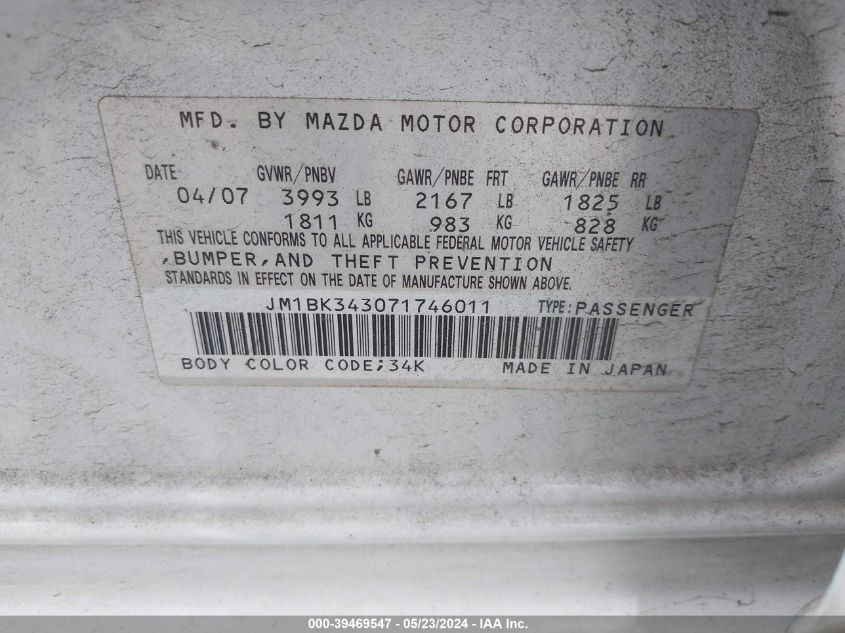 MFD. BY MAZDA MOTOR CORPORATION
DATE GVWR/PNBV GAWR/PNBE FRT GAWR/PNBE RR
04/07 3993 LB 2167 LB 1825 LB
1811 KG 983 KG 828 KG
THIS VEHICLE CONFORMS TO ALL APPLICABLE FEDERAL MOTOR VEHICLE SAFETY
,BUMPER,AND THEFT PREVENTION
STANDARDS IN EFFECT ON THE DATE OF MANUFACTURE SHOWN ABOVE.
JM1BK343071746011 TYPE:PASSENGER
BODY COLOR CODE;34K MADE IN JAPAN
000-39469547 - 05/23/2024 - IAA Inc.